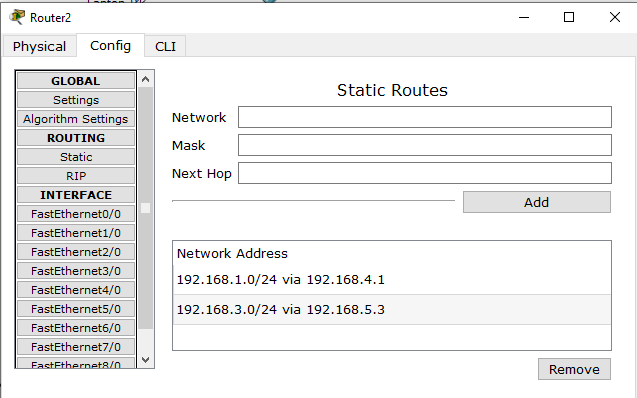 Router2
Physical Config CLI
GLOBAL
Settings
Algorithm Settings
ROUTING
Static
RIP
INTERFACE
FastEthernet0/0
FastEthernet1/0
FastEthernet2/0
FastEthernet3/0
FastEthernet4/0
FastEthernet5/0
FastEthernet6/0
FastEthernet7/0
FastEthernet8/0
Static Routes
Network
Mask
Next Hop
Add
Network Address
192.168.1.0/24 via 192.168.4.1
192.168.3.0/24 via 192.168.5.3
Remove